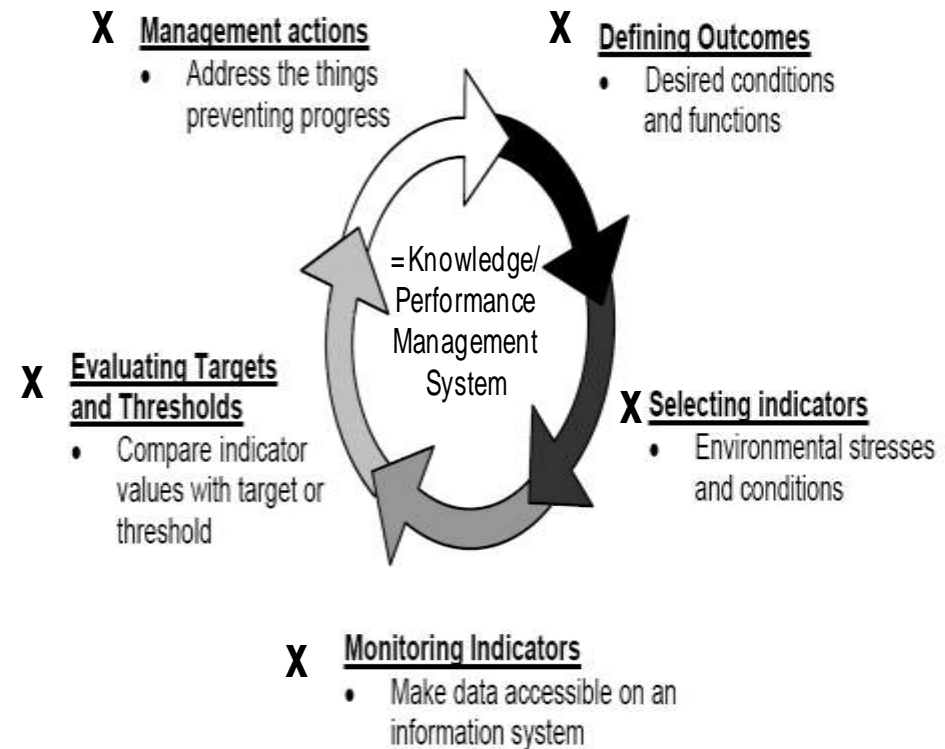 X Management actions
• Address the things
preventing progress
X Defining Outcomes
• Desired conditions
and functions
=Knowledge/
Performance
Management
System
X Selecting indicators
• Environmental stresses
and conditions
X Monitoring Indicators
• Make data accessible on an
information system
X Evaluating Targets
and Thresholds
• Compare indicator
values with target or
threshold